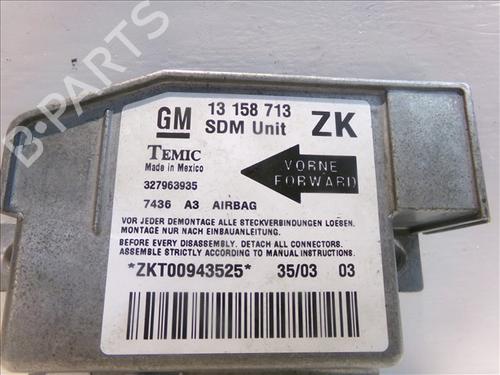 GM
13 158 713
SDM Unit
ZK
TEMIC
Made in Mexico
327963935
VORNE
FORWARD
7436 A3 AIRBAG
VOR JEDER DEMONTAGE ALLE STECKVERBINDUNGEN LOESEN.
MONTAGE NUR NACH EINBAUANLEITUNG.
BEFORE EVERY DISASSEMBLY. DETACH ALL CONNECTORS.
ASSEMBLE STRICTLY ACCORDING TO MANUAL INSTRUCTIONS.
*ZKT00943525* 35/03 03
B-PARTS